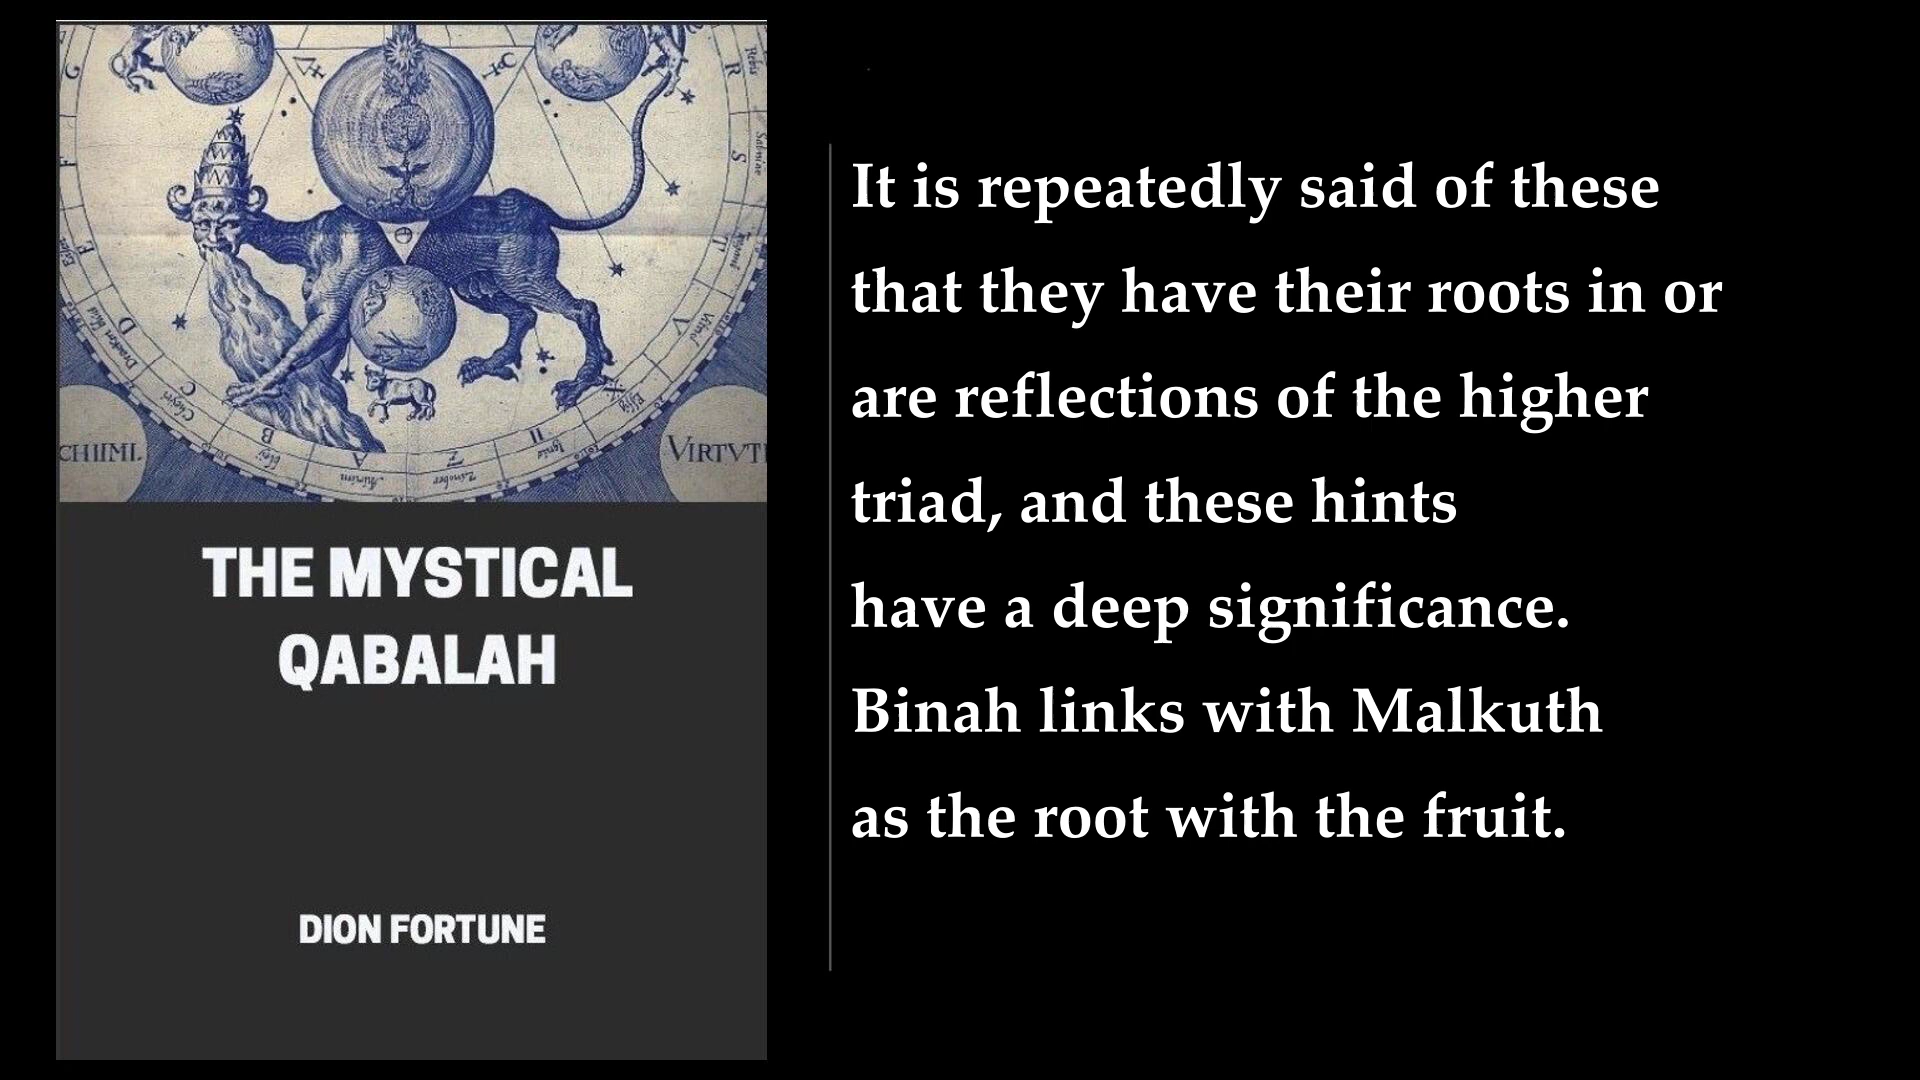 CHIIMI.
VIRTVTI
THE MYSTICAL
QABALAH
DION FORTUNE
It is repeatedly said of these
that they have their roots in or
are reflections of the higher
triad, and these hints
have a deep significance.
Binah links with Malkuth
as the root with the fruit.